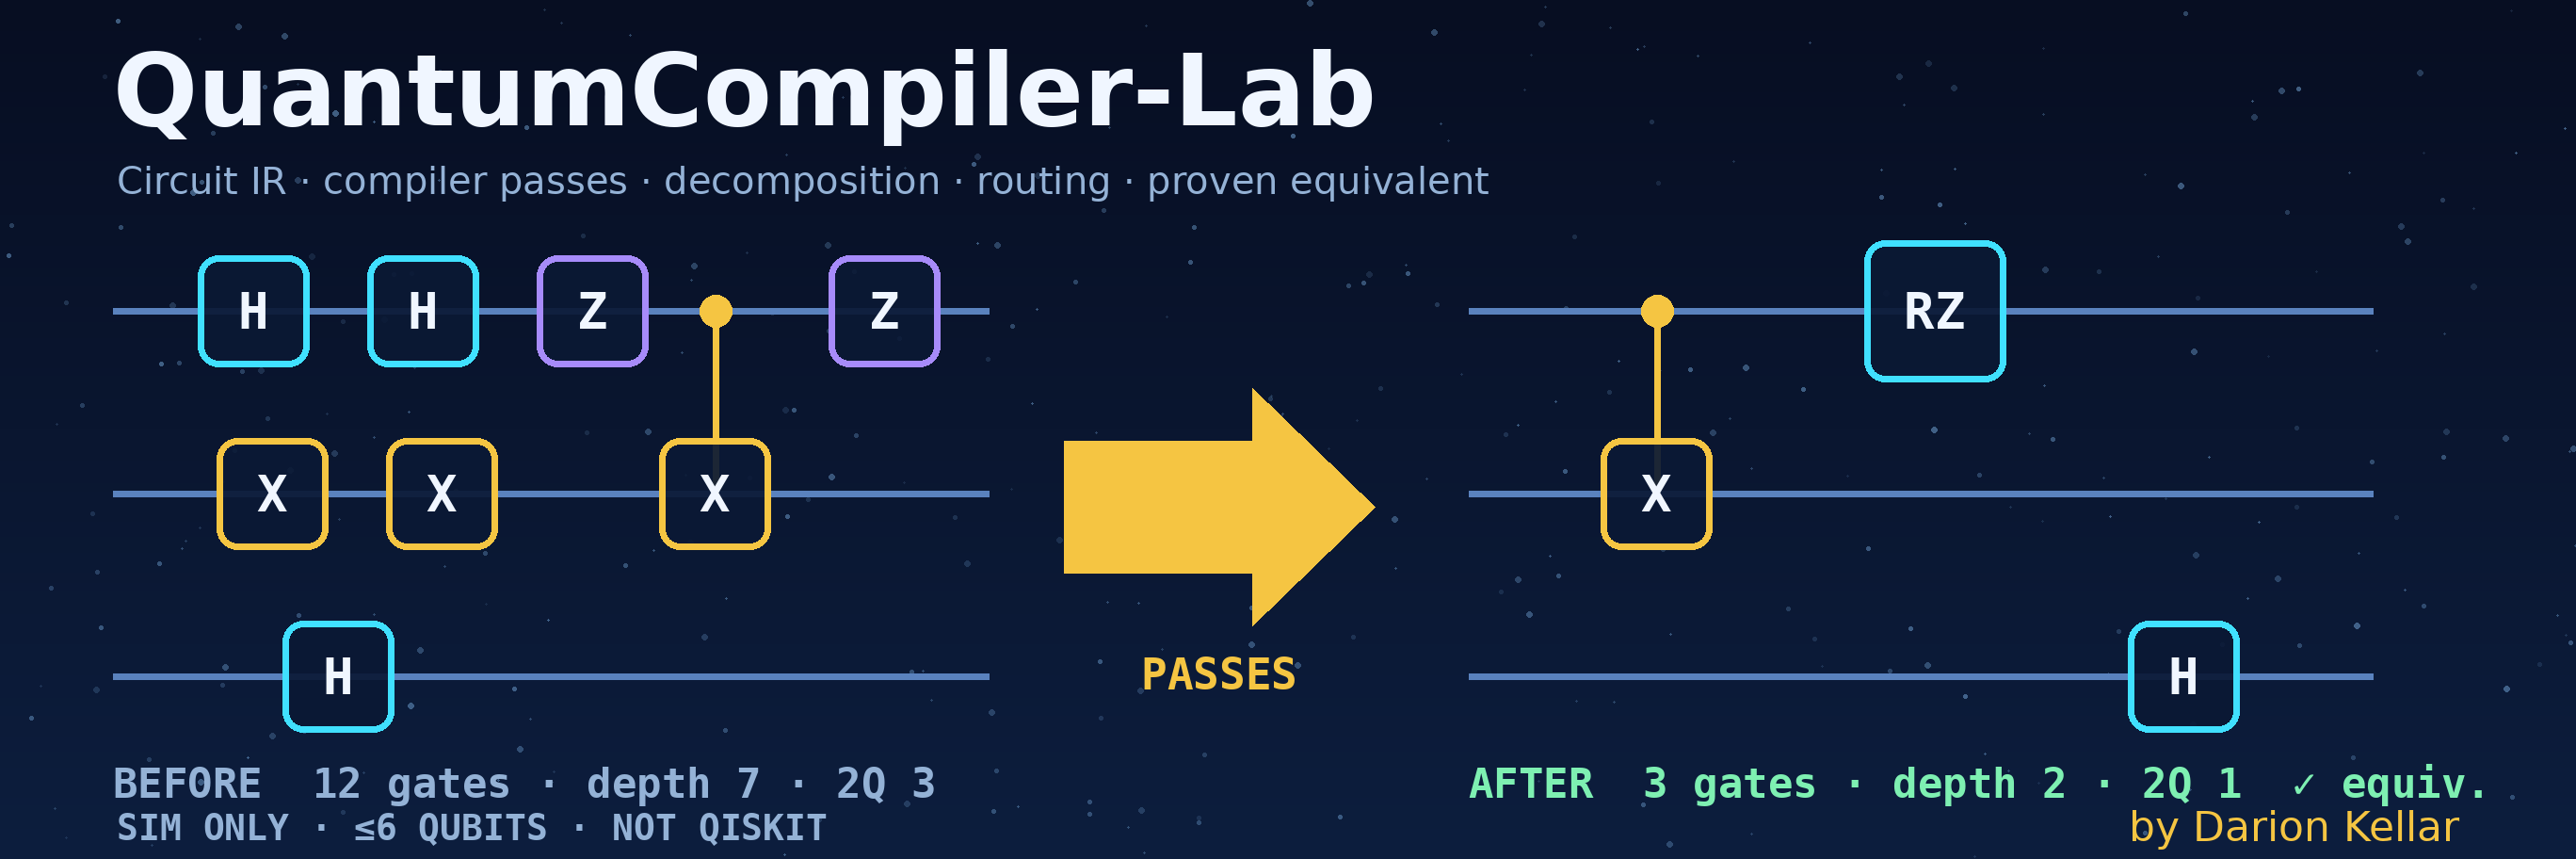 QuantumCompiler-Lab
Circuit IR · compiler passes · decomposition · routing · proven equivalent
H H Z Z
X X X
H
PASSES
RZ
X
H
BEFORE 12 gates · depth 7 · 2Q 3
SIM ONLY · ≤6 QUBITS · NOT QISKIT
AFTER 3 gates · depth 2 · 2Q 1 ✓ equiv.
by Darion Kellar